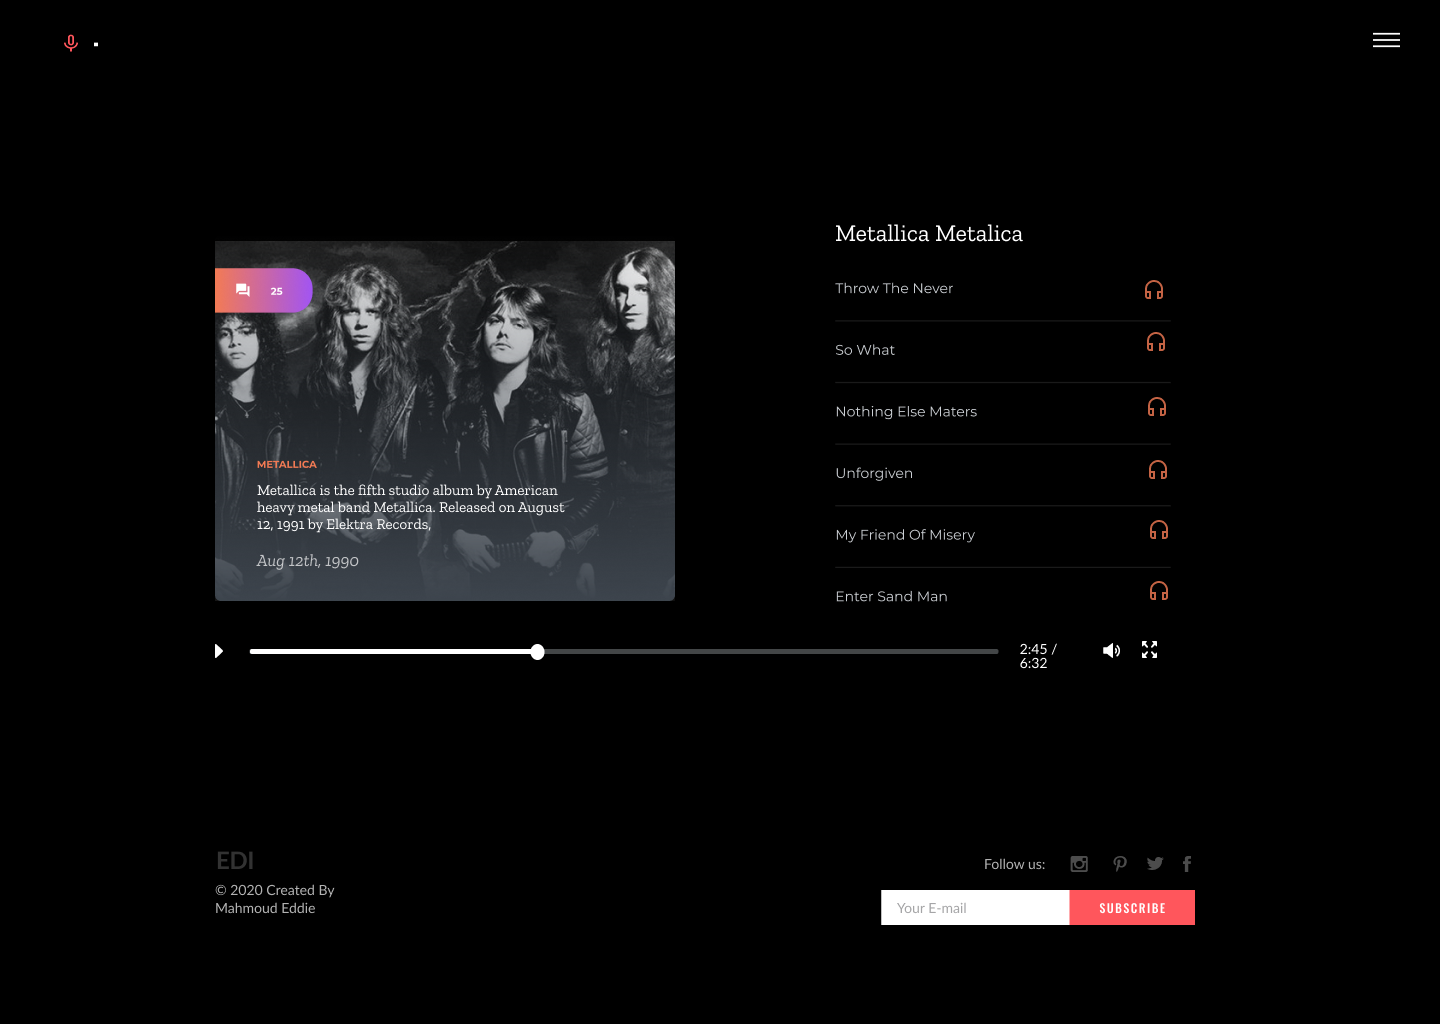 25
METALLICA
Metallica is the fifth studio album by American
heavy metal band Metallica. Released on August
12, 1991 by Elektra Records,
Aug 12th, 1990
Metallica Metalica
Throw The Never
So What
Nothing Else Maters
Unforgiven
My Friend Of Misery
Enter Sand Man
2:45 /
6:32
EDI
© 2020 Created By
Mahmoud Eddie
Follow us:
Your E-mail
SUBSCRIBE